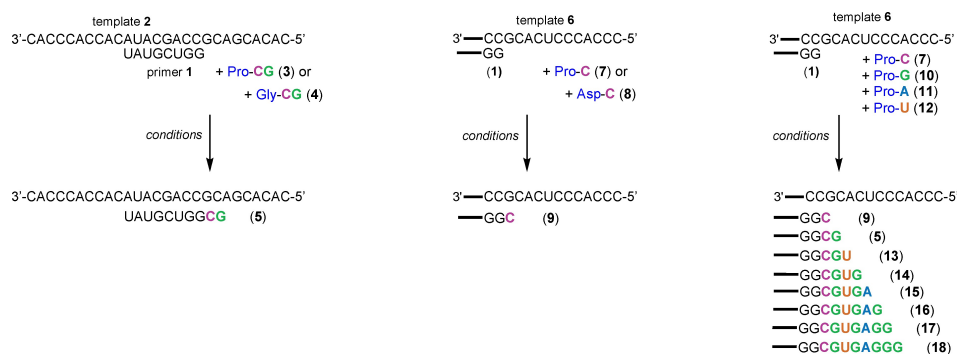 template 2
3'-CACCCACCACAUACGACCGCAGCACAC-5'
UAUGCUGG
primer 1
+ Pro-CG (3) or
+ Gly-CG (4)
conditions
3'-CACCCACCACAUACGACCGCAGCACAC-5'
UAUGCUGGCG (5)
template 6
3'-CCGCACUCCCACCC-5'
GG
(1)
+ Pro-C (7) or
+ Asp-C (8)
conditions
3'-CCGCACUCCCACCC-5'
GGC (9)
template 6
3'-CCGCACUCCCACCC-5'
GG
(1)
+ Pro-C (7)
+ Pro-G (10)
+ Pro-A (11)
+ Pro-U (12)
conditions
3'-CCGCACUCCCACCC-5'
GGC (9)
GGCG (5)
GGCGU (13)
GGCGUG (14)
GGCGUGA (15)
GGCGUGAG (16)
GGCGUGAGG (17)
GGCGUGAGGG (18)